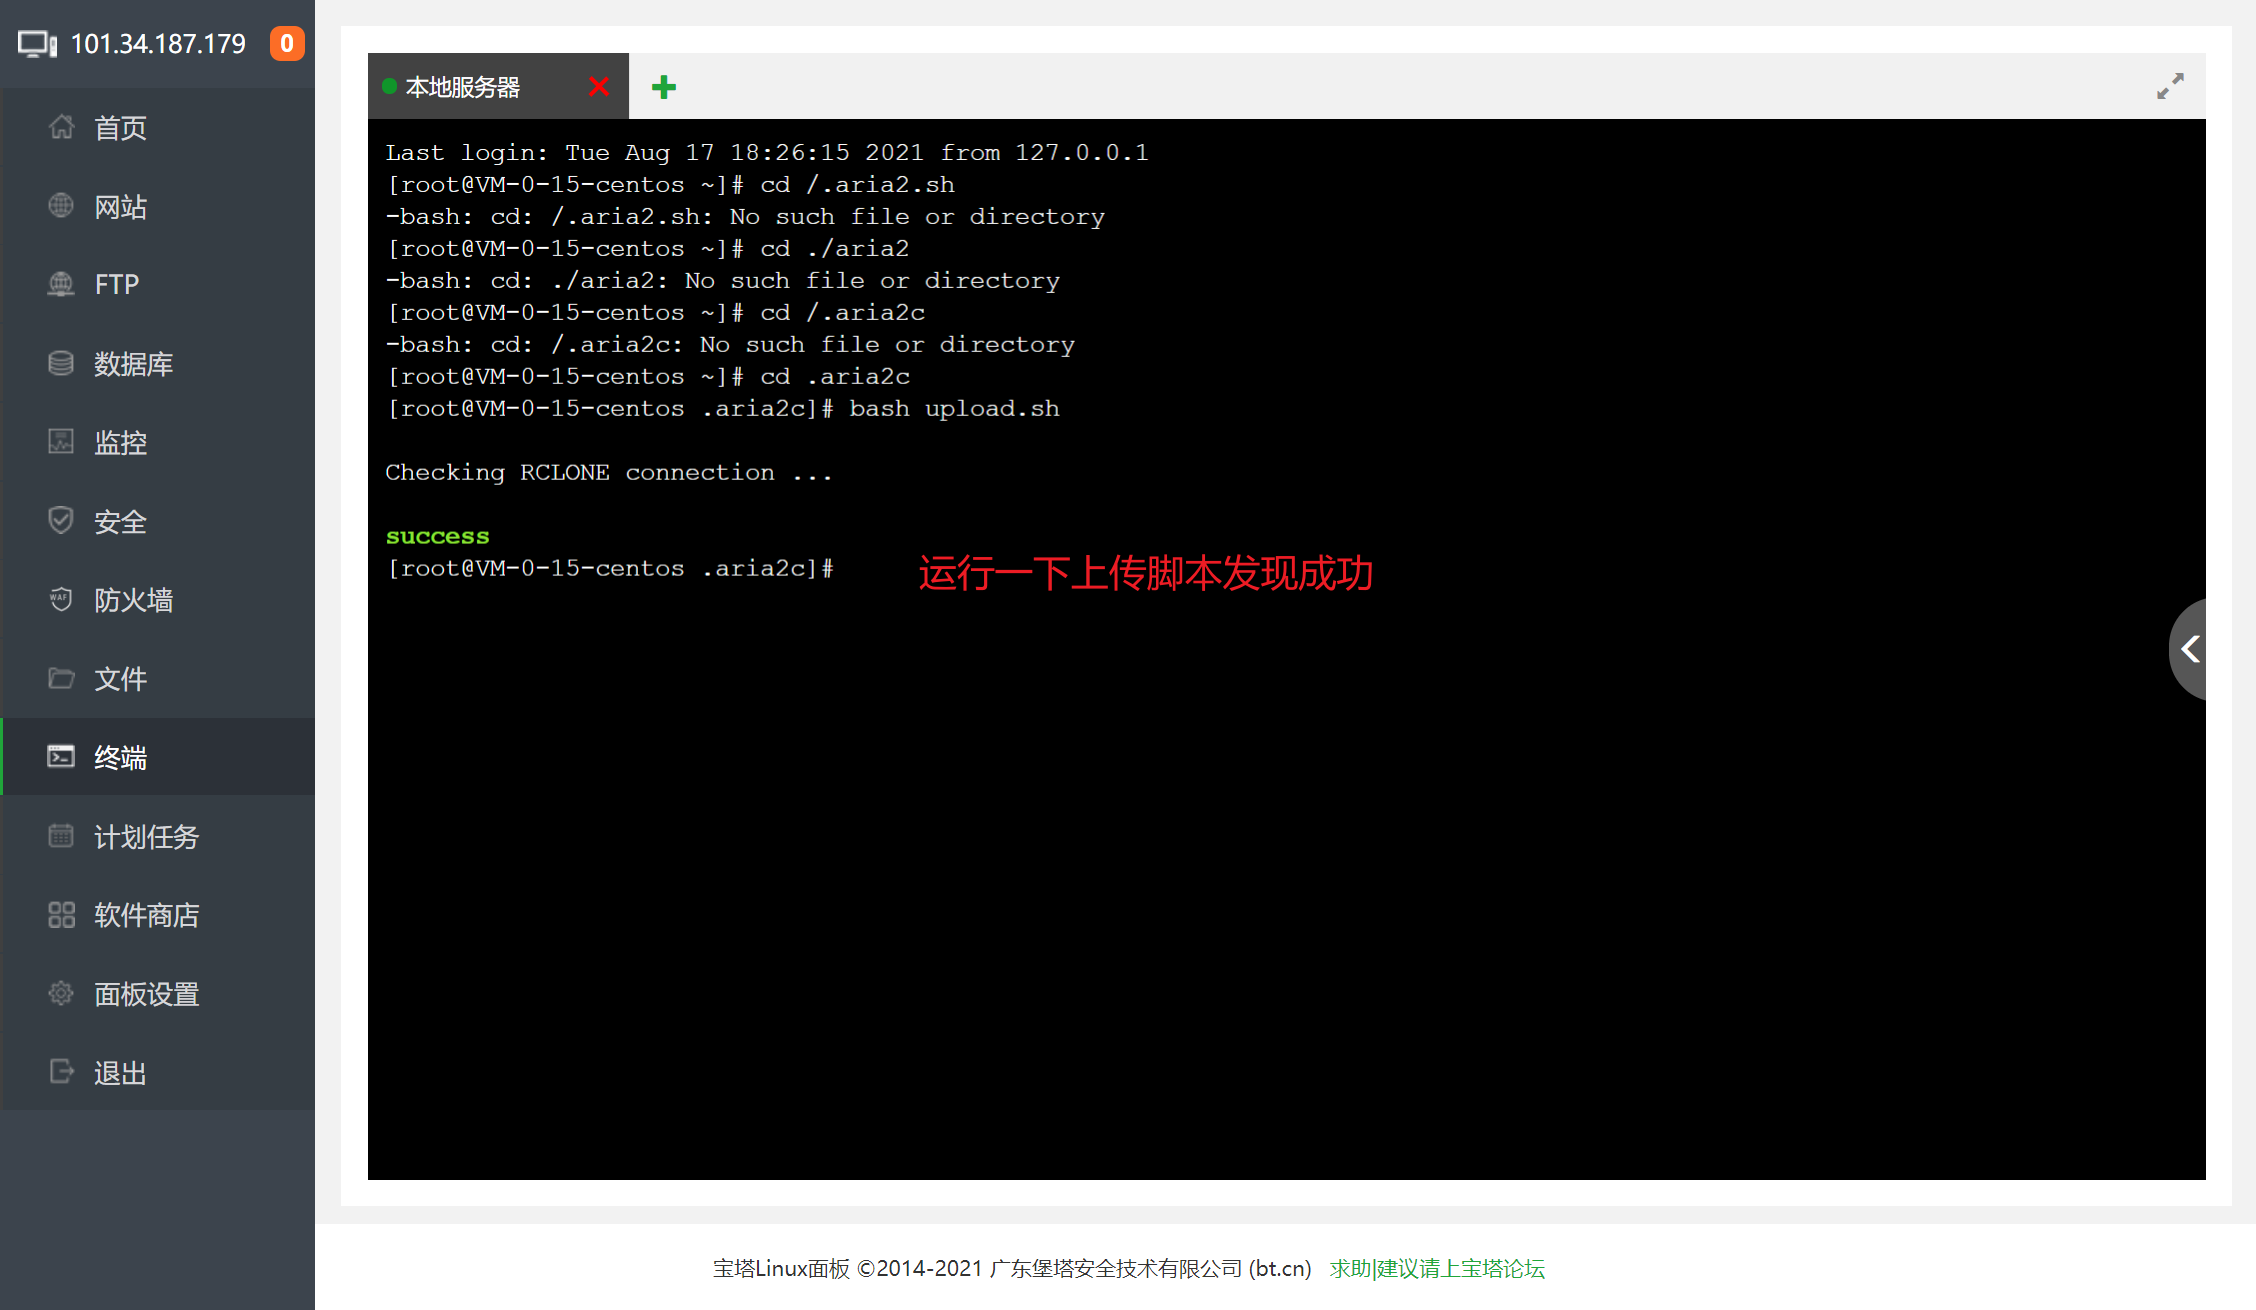 101.34.187.179 0
首页
网站
FTP
数据库
监控
安全
WAF
防火墙
文件
终端
计划任务
软件商店
面板设置
退出
本地服务器
Last login: Tue Aug 17 18:26:15 2021 from 127.0.0.1
[root@VM-0-15-centos ~]# cd /.aria2.sh
-bash: cd: /.aria2.sh: No such file or directory
[root@VM-0-15-centos ~]# cd ./aria2
-bash: cd: ./aria2: No such file or directory
[root@VM-0-15-centos ~]# cd /.aria2c
-bash: cd: /.aria2c: No such file or directory
[root@VM-0-15-centos ~]# cd .aria2c
[root@VM-0-15-centos .aria2c]# bash upload.sh
Checking RCLONE connection ...
success
[root@VM-0-15-centos .aria2c]#
运行一下上传脚本发现成功
宝塔Linux面板 ©2014-2021 广东堡塔安全技术有限公司 (bt.cn) 求助|建议请上宝塔论坛